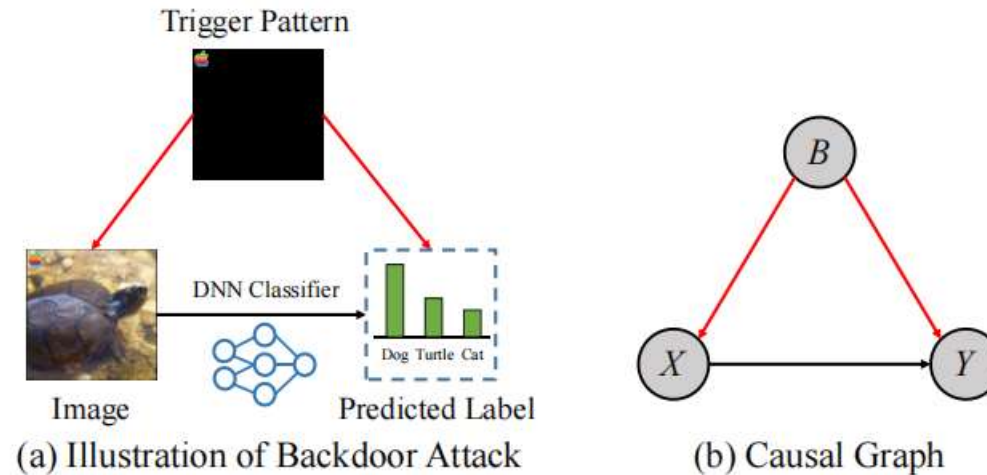 Trigger Pattern
B
DNN Classifier
Dog Turtle Cat
X
Y
Image
Predicted Label
(a) Illustration of Backdoor Attack
(b) Causal Graph